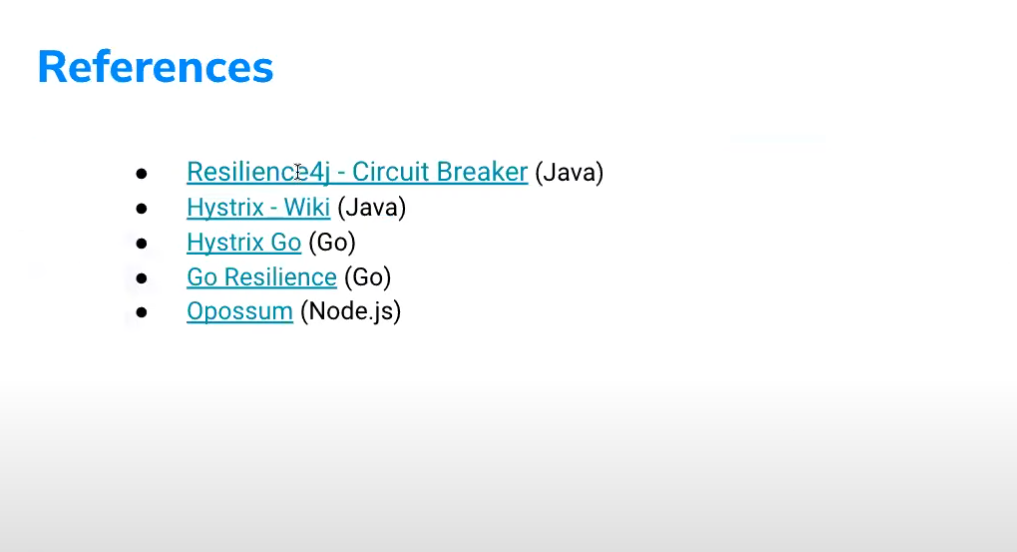 References
● Resilience4j - Circuit Breaker (Java)
● Hystrix - Wiki (Java)
● Hystrix Go (Go)
● Go Resilience (Go)
● Opossum (Node.js)